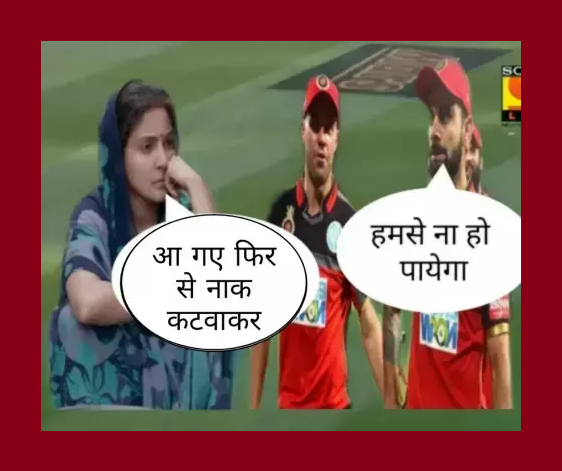 आ गए फिर
से नाक
कटवाकर
हमसे ना हो
पायेगा